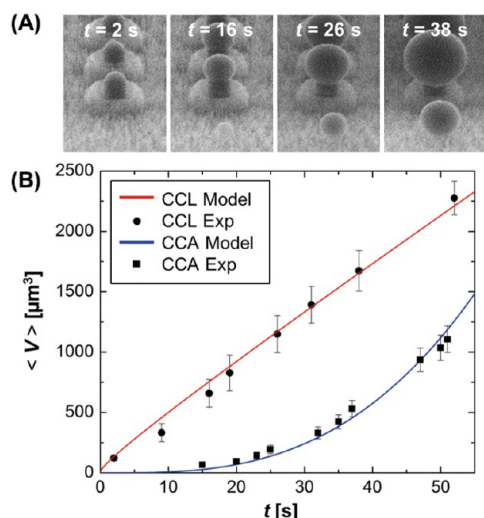 (A)
t = 2 s t = 16 s t = 26 s t = 38 s
(B)
2500
2000
1500
1000
500
0
< V > [μm³]
CCL Model
CCL Exp
CCA Model
CCA Exp
0 10 20 30 40 50
t [s]